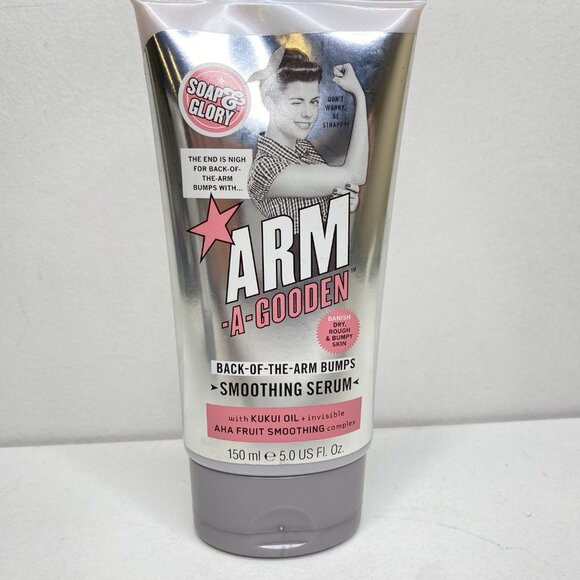 SOAP &
GLORY
DON'T
WORRY, BE
STRAPPY!
THE END IS NIGH
FOR BACK-OF-
THE-ARM
BUMPS WITH...
ARM
-A-GOODEN™
BANISH
DRY,
ROUGH
& BUMPY
SKIN
BACK-OF-THE-ARM BUMPS
SMOOTHING SERUM
with KUKUI OIL + invisible
AHA FRUIT SMOOTHING complex
150 ml e 5.0 US Fl. Oz.